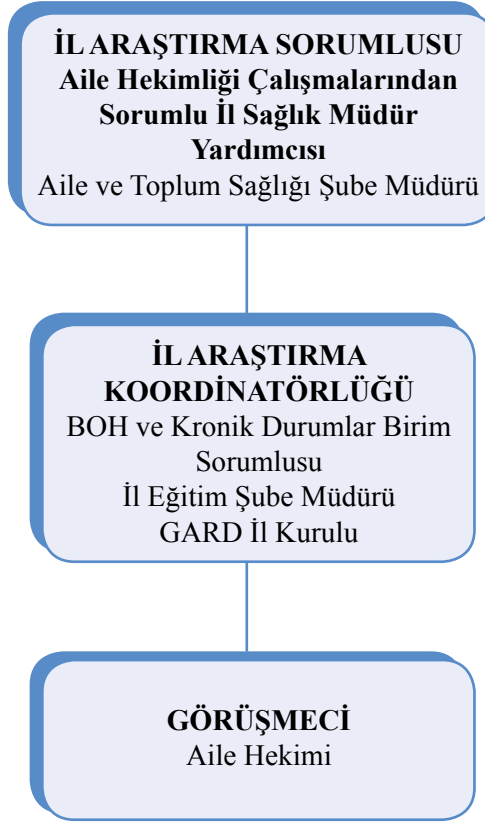 İL ARAŞTIRMA SORUMLUSU
Aile Hekimliği Çalışmalarından
Sorumlu İl Sağlık Müdür
Yardımcısı
Aile ve Toplum Sağlığı Şube Müdürü
İL ARAŞTIRMA
KOORDİNATÖRLÜĞÜ
BOH ve Kronik Durumlar Birim
Sorumlusu
İl Eğitim Şube Müdürü
GARD İl Kurulu
GÖRÜŞMECİ
Aile Hekimi